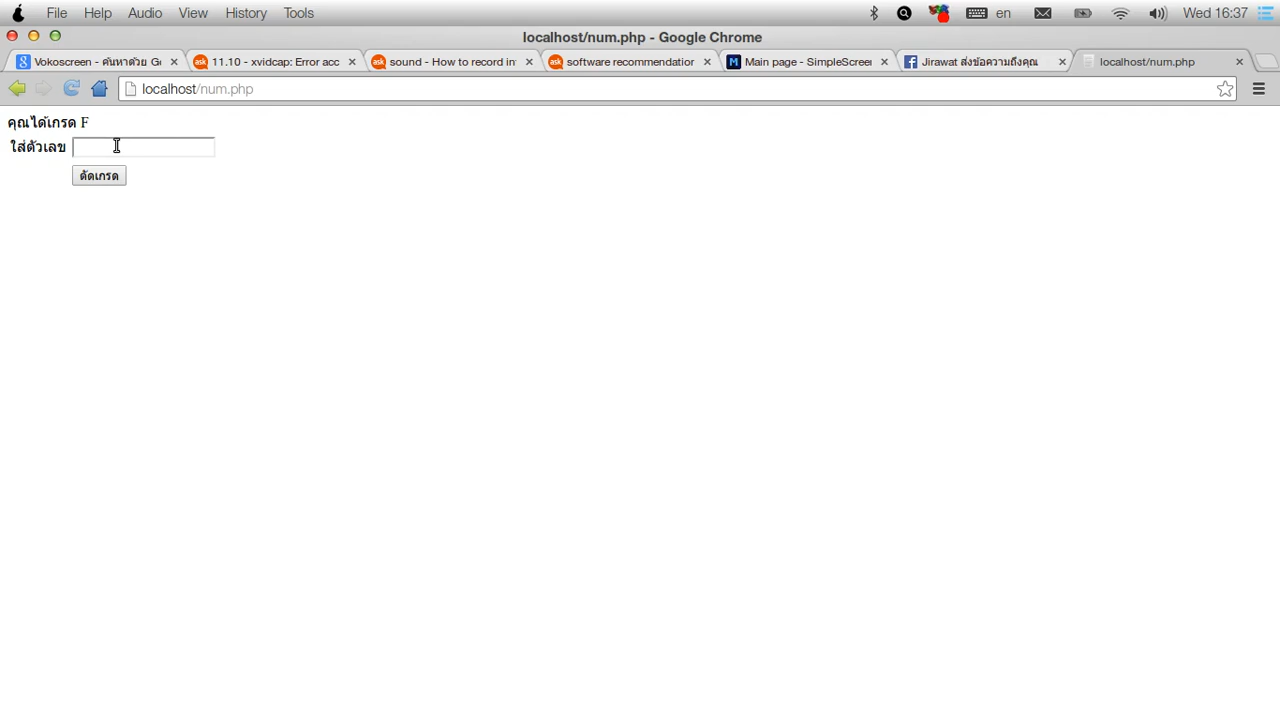 File Help Audio View History Tools en Wed 16:37
localhost/num.php - Google Chrome
Vokoscreen - ค้นหาด้วย Go 11.10 - xvidcap: Error acc sound - How to record in software recommendation Main page - SimpleScreen Jirawat ส่งข้อความถึงคุณ localhost/num.php
localhost/num.php
คุณได้เกรด F
ใส่ตัวเลข
ตัดเกรด